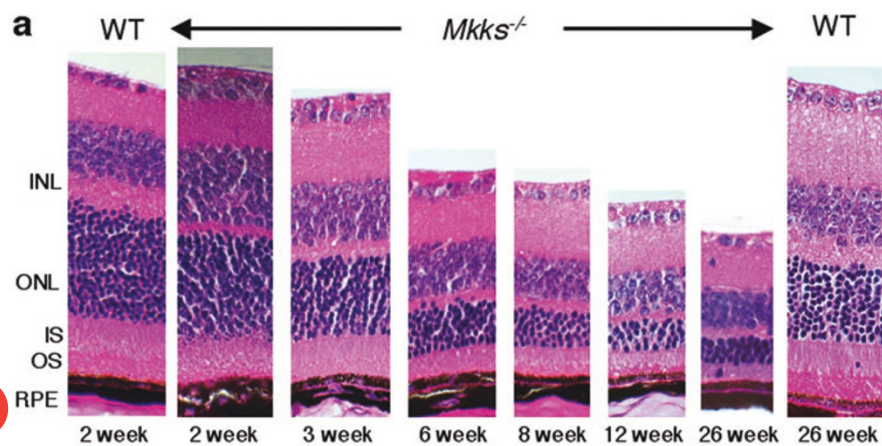 a WT Mkks-/- WT
INL
ONL
IS
OS
RPE
2 week 2 week 3 week 6 week 8 week 12 week 26 week 26 week